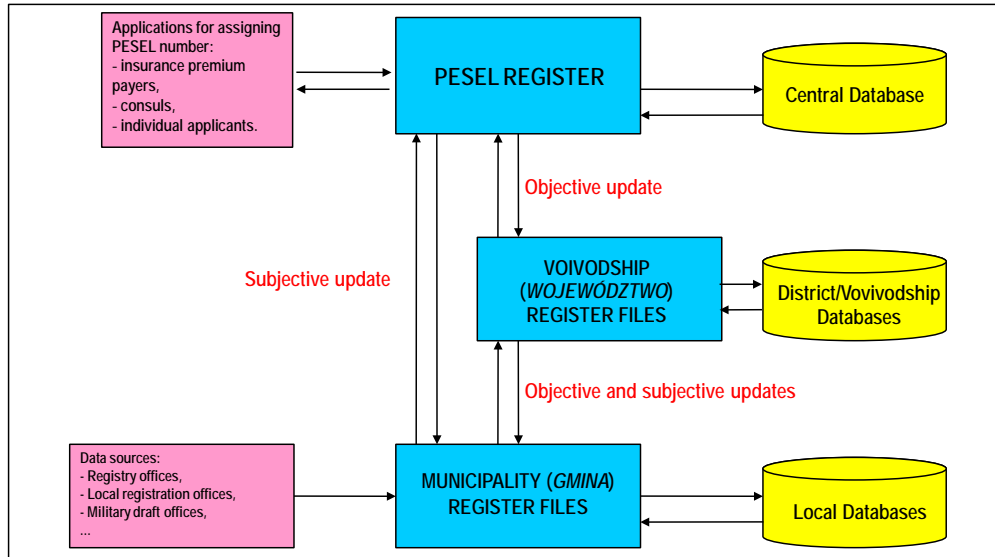 Applications for assigning
PESEL number:
- insurance premium
payers,
- consuls,
- individual applicants.
PESEL REGISTER
Central Database
Objective update
Subjective update
VOIVODSHIP
(WOJEWÓDZTWO)
REGISTER FILES
District/Vovivodship
Databases
Objective and subjective updates
Data sources:
- Registry offices,
- Local registration offices,
- Military draft offices,
...
MUNICIPALITY (GMINA)
REGISTER FILES
Local Databases